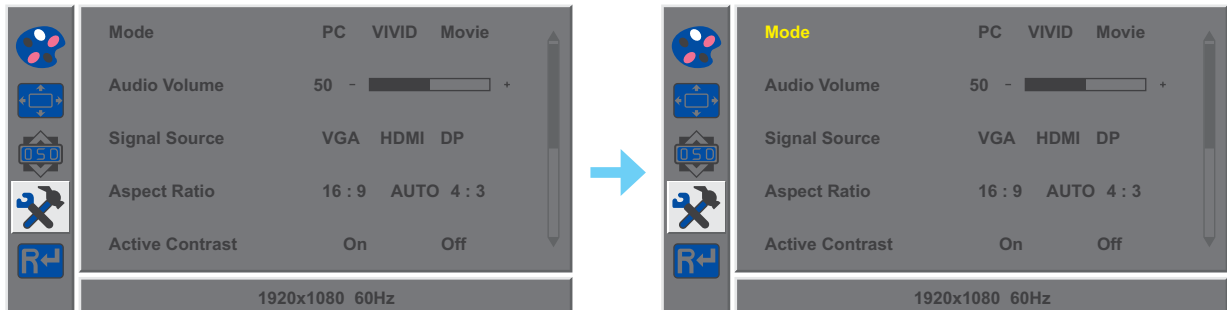 Mode PC VIVID Movie
Audio Volume 50 - +
Signal Source VGA HDMI DP
Aspect Ratio 16 : 9 AUTO 4 : 3
Active Contrast On Off
OSD
R
1920x1080 60Hz
Mode PC VIVID Movie
Audio Volume 50 - +
Signal Source VGA HDMI DP
Aspect Ratio 16 : 9 AUTO 4 : 3
Active Contrast On Off
OSD
R
1920x1080 60Hz